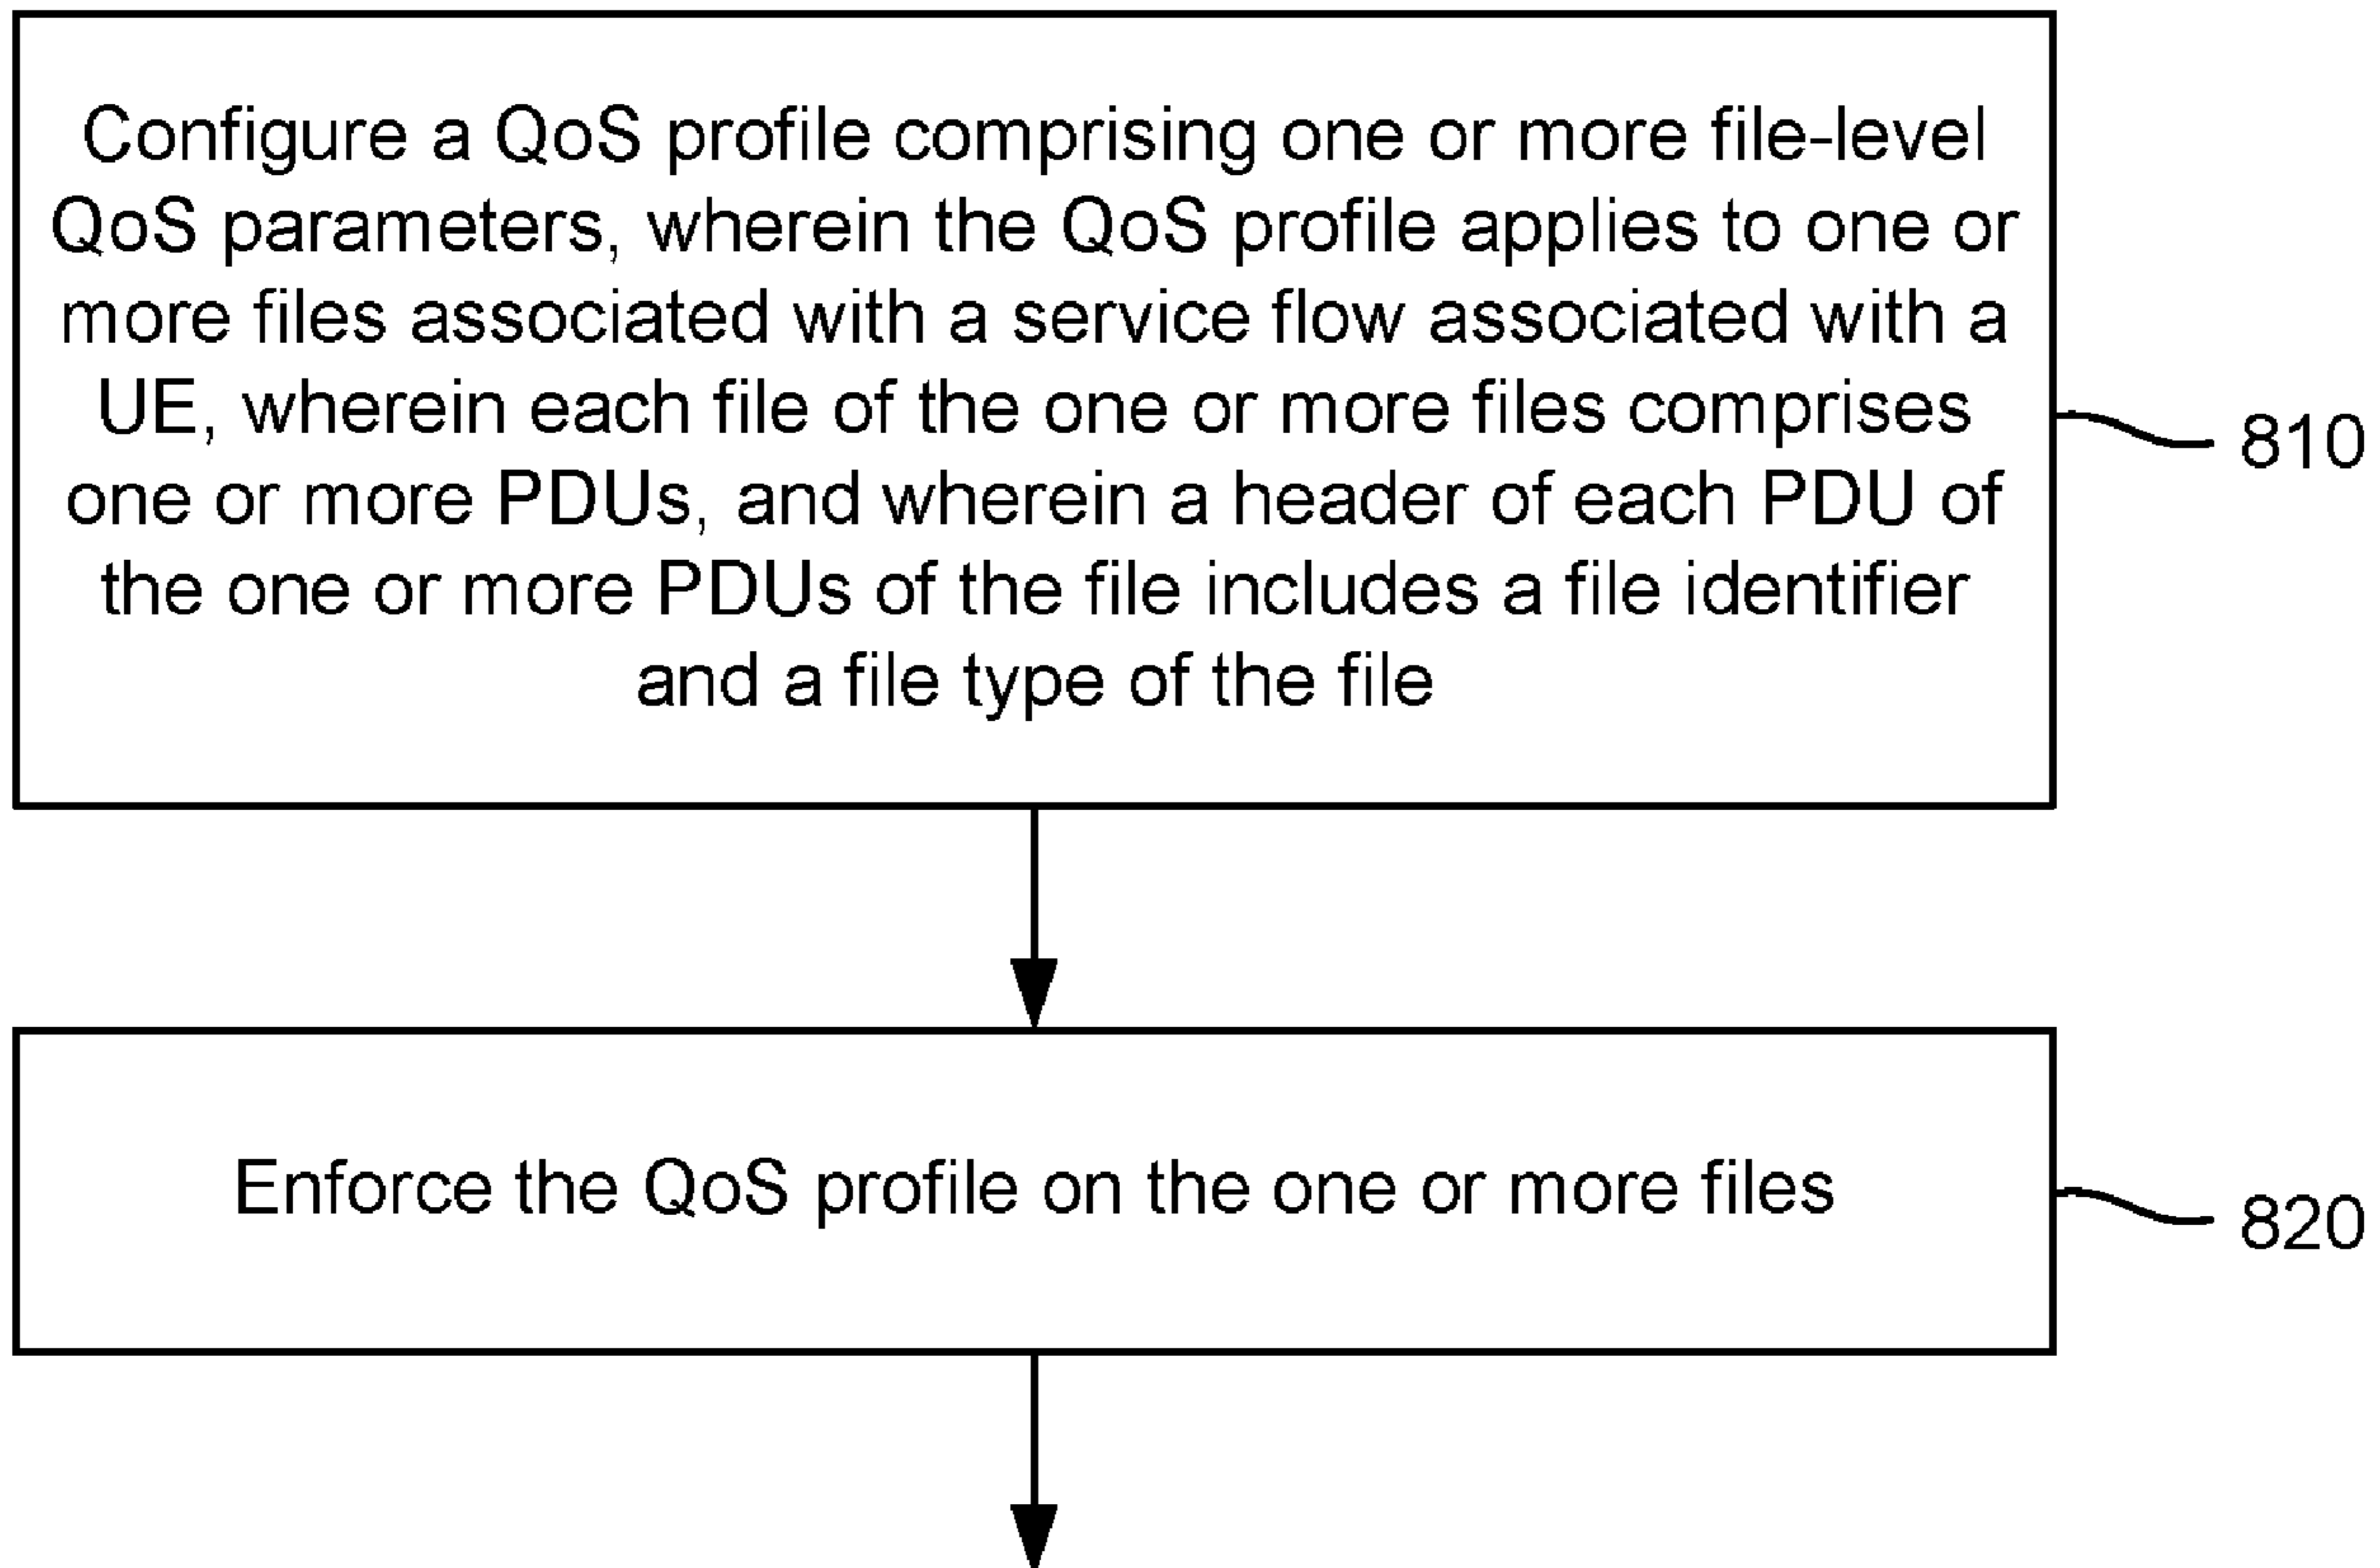 Configure a QoS profile comprising one or more file-level
QoS parameters, wherein the QoS profile applies to one or
more files associated with a service flow associated with a
UE, wherein each file of the one or more files comprises
one or more PDUs, and wherein a header of each PDU of
the one or more PDUs of the file includes a file identifier
and a file type of the file
810
Enforce the QoS profile on the one or more files
820